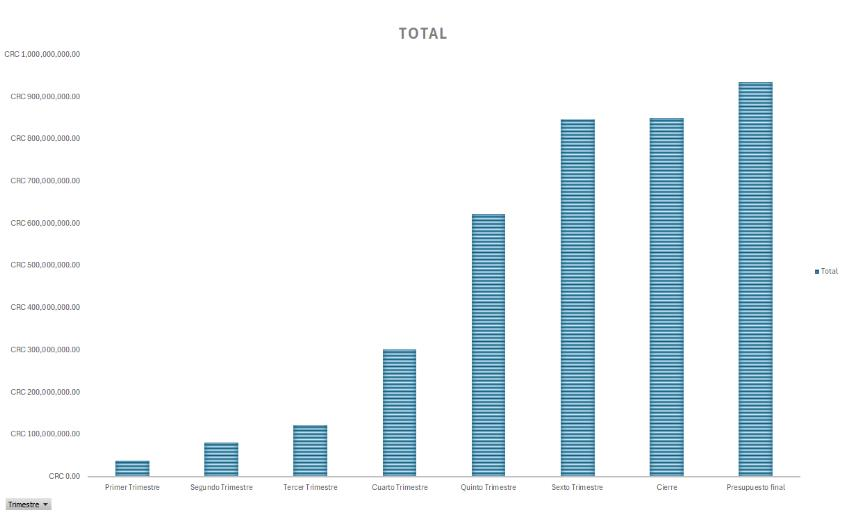 TOTAL
CRC 1,000,000,000.00
CRC 900,000,000.00
CRC 800,000,000.00
CRC 700,000,000.00
CRC 600,000,000.00
CRC 500,000,000.00
CRC 400,000,000.00
CRC 300,000,000.00
CRC 200,000,000.00
CRC 100,000,000.00
CRC 0.00
Primer Trimestre
Segundo Trimestre
Tercer Trimestre
Cuarto Trimestre
Quinto Trimestre
Sexto Trimestre
Cierre
Presupuesto final
Total
Trimestre